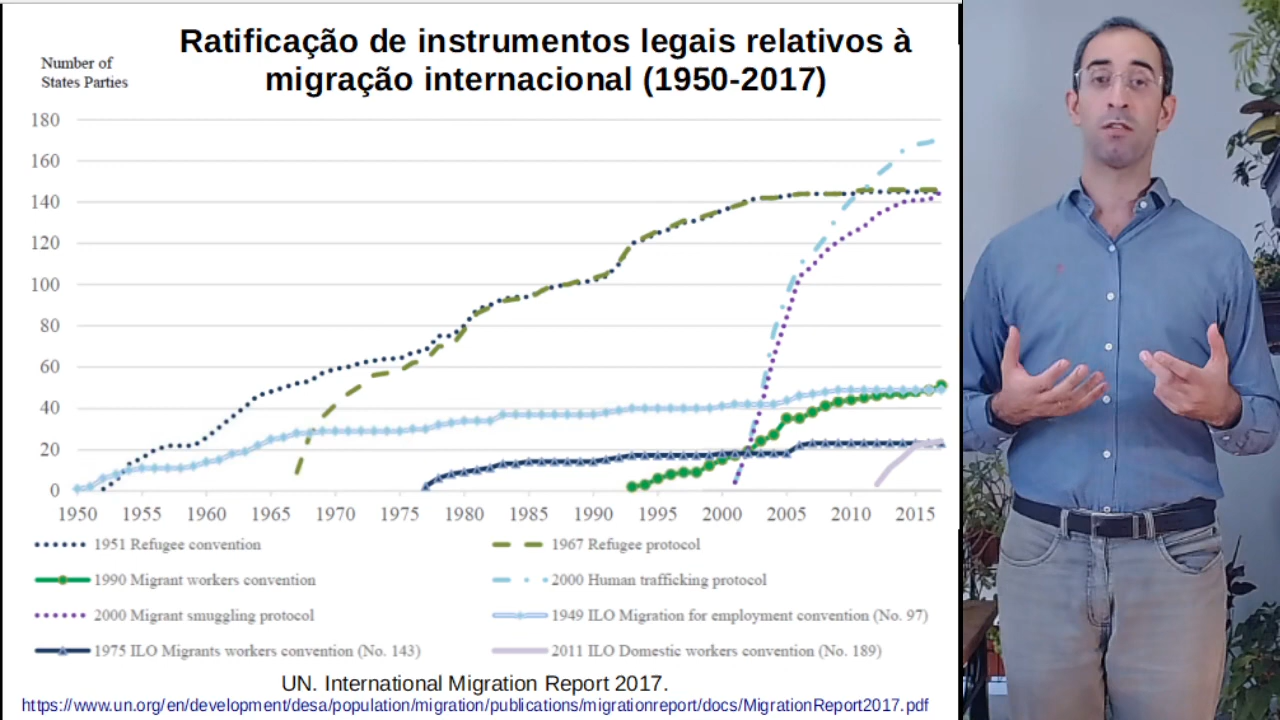 Ratificação de instrumentos legais relativos à
migração internacional (1950-2017)
Number of
States Parties
180
160
140
120
100
80
60
40
20
0
1950 1955 1960 1965 1970 1975 1980 1985 1990 1995 2000 2005 2010 2015
1951 Refugee convention
1967 Refugee protocol
1990 Migrant workers convention
2000 Human trafficking protocol
2000 Migrant smuggling protocol
1949 ILO Migration for employment convention (No. 97)
1975 ILO Migrants workers convention (No. 143)
2011 ILO Domestic workers convention (No. 189)
UN. International Migration Report 2017.
https://www.un.org/en/development/desa/population/migration/publications/migrationreport/docs/MigrationReport2017.pdf